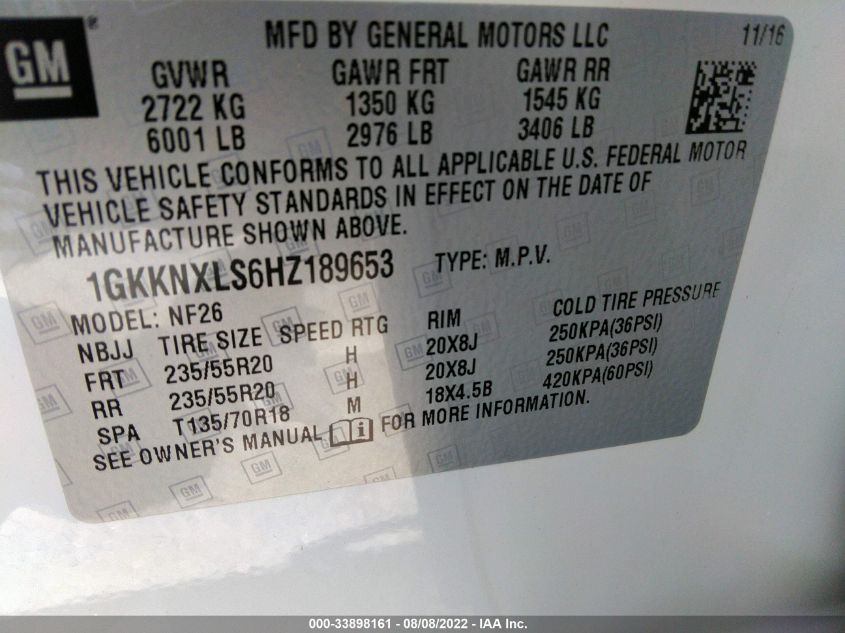 GM ®
MFD BY GENERAL MOTORS LLC 11/16
GVWR GAWR FRT GAWR RR
2722 KG 1350 KG 1545 KG
6001 LB 2976 LB 3406 LB
THIS VEHICLE CONFORMS TO ALL APPLICABLE U.S. FEDERAL MOTOR
VEHICLE SAFETY STANDARDS IN EFFECT ON THE DATE OF
MANUFACTURE SHOWN ABOVE.
1GKKNXLS6HZ189653 TYPE: M.P.V.
MODEL: NF26
NBJJ TIRE SIZE SPEED RTG RIM COLD TIRE PRESSURE
FRT 235/55R20 H 20X8J 250KPA(36PSI)
RR 235/55R20 H 20X8J 250KPA(36PSI)
SPA T135/70R18 M 18X4.5B 420KPA(60PSI)
SEE OWNER'S MANUAL i FOR MORE INFORMATION.
000-33898161 - 08/08/2022 - IAA Inc.